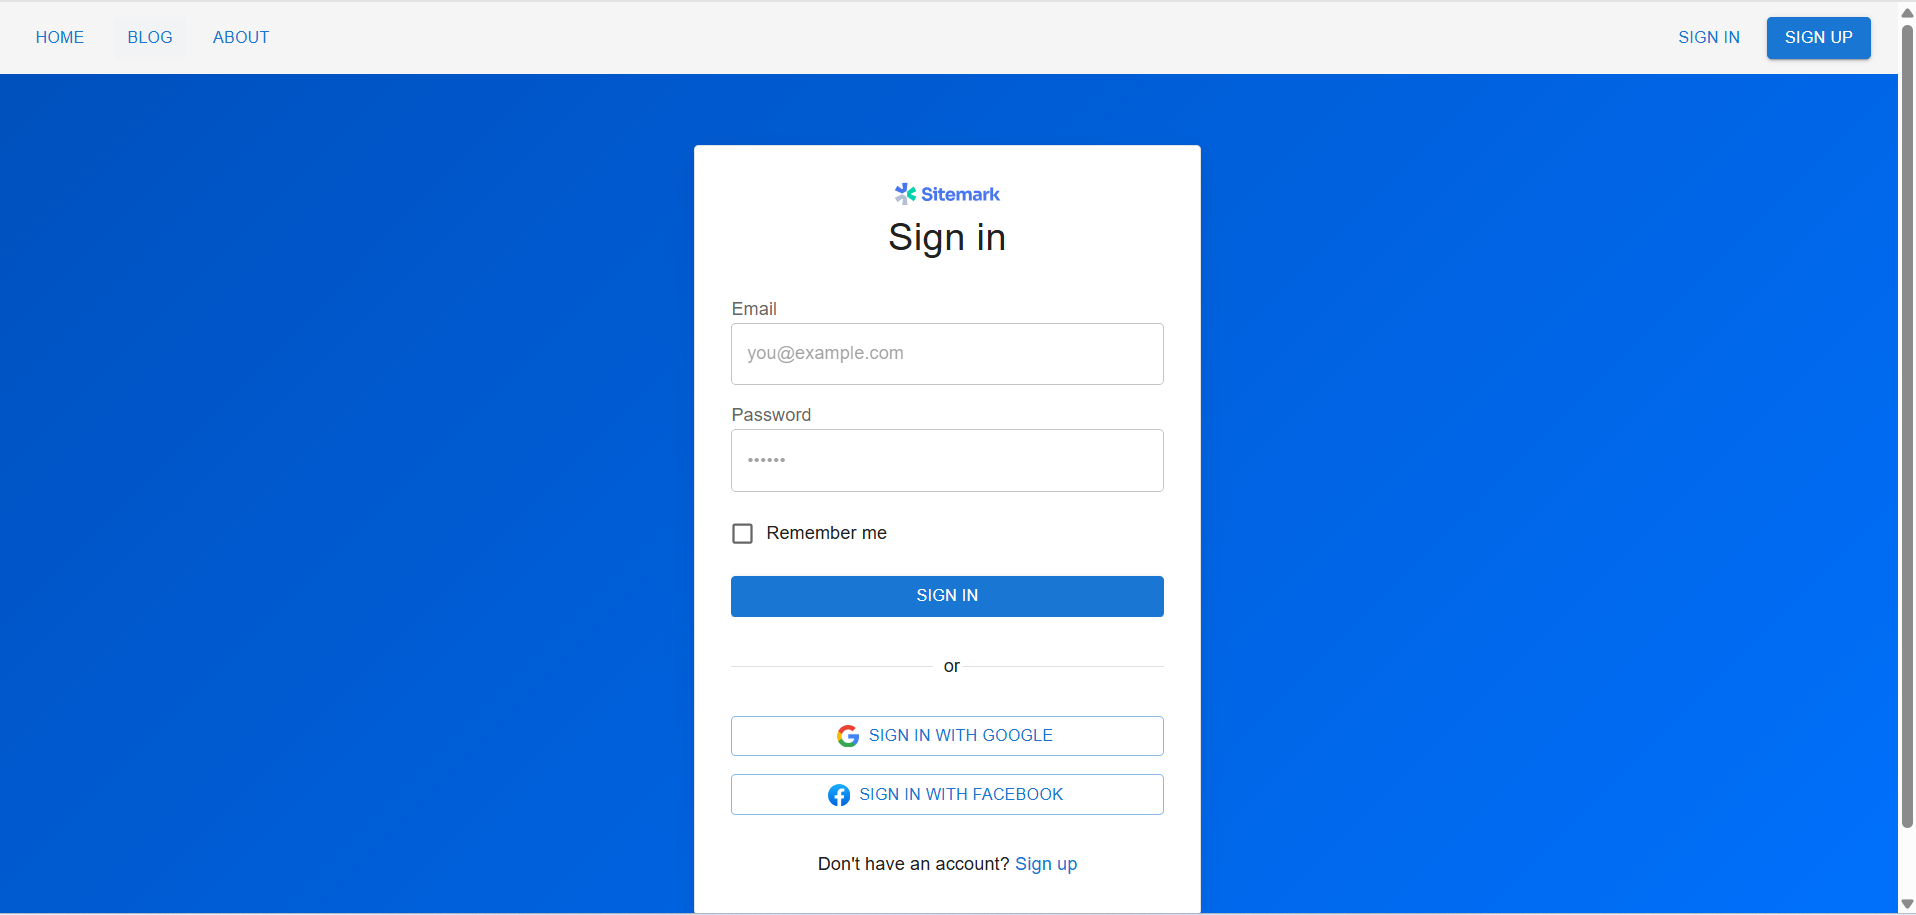 HOME BLOG ABOUT SIGN IN SIGN UP
Sitemark
Sign in
Email
you@example.com
Password
••••••
Remember me
SIGN IN
or
SIGN IN WITH GOOGLE
SIGN IN WITH FACEBOOK
Don't have an account? Sign up